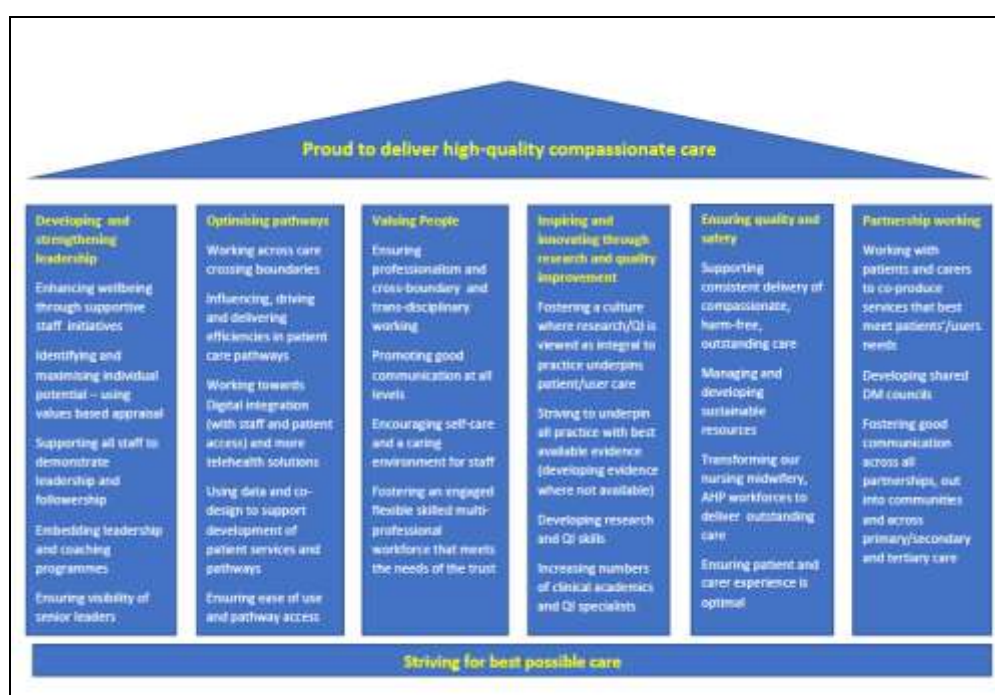 Proud to deliver high-quality compassionate care
Developing and
strengthening
leadership
Enhancing wellbeing
through supportive
staff initiatives
Identifying and
maximising individual
potential – using
values based appraisal
Supporting all staff to
demonstrate
leadership and
followership
Embedding leadership
and coaching
programmes
Ensuring visibility of
senior leaders
Optimising pathways
Working across care
crossing boundaries
Influencing, driving
and delivering
efficiencies in patient
care pathways
Working towards
Digital integration
(with staff and patient
access) and more
telehealth solutions
Using data and co-
design to support
development of
patient services and
pathways
Ensuring ease of use
and pathway access
Valuing People
Ensuring
professionalism and
cross-boundary and
trans-disciplinary
working
Promoting good
communication at all
levels
Encouraging self-care
and a caring
environment for staff
Fostering an engaged
flexible skilled multi-
professional
workforce that meets
the needs of the trust
Inspiring and
innovating through
research and quality
improvement
Fostering a culture
where research/QI is
viewed as integral to
practice underpins
patient/user care
Striving to underpin
all practice with best
available evidence
(developing evidence
where not available)
Developing research
and QI skills
Increasing numbers
of clinical academics
and QI specialists
Ensuring quality and
safety
Supporting
consistent delivery of
compassionate,
harm-free,
outstanding care
Managing and
developing
sustainable
resources
Transforming our
nursing midwifery,
AHP workforces to
deliver outstanding
care
Ensuring patient and
carer experience is
optimal
Partnership working
Working with
patients and carers
to co-produce
services that best
meet patients'/users
needs
Developing shared
DM councils
Fostering good
communication
across all
partnerships, out
into communities
and across
primary/secondary
and tertiary care
Striving for best possible care